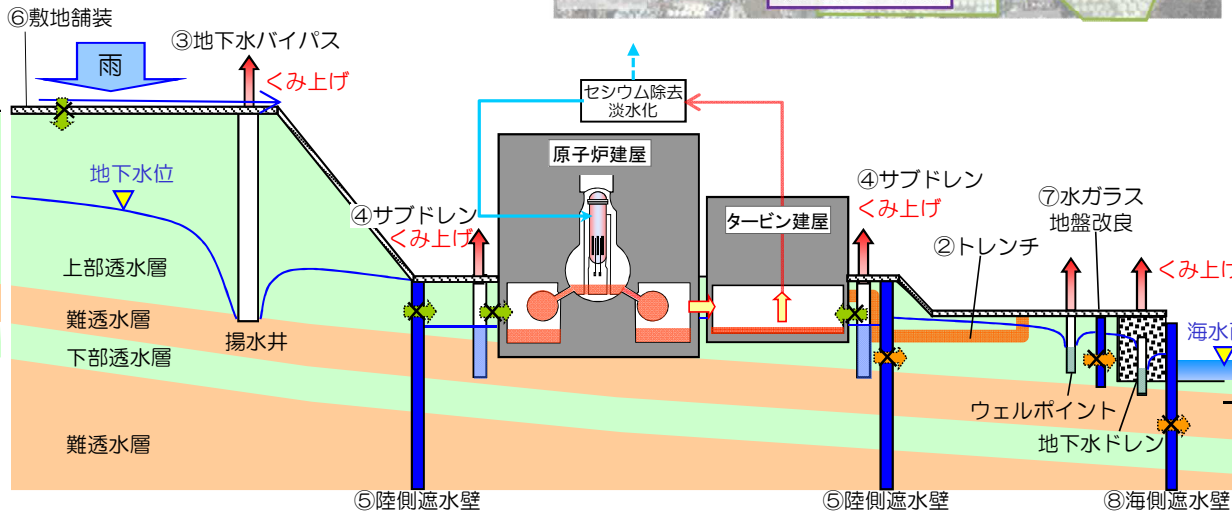 ⑥敷地舗装
③地下水バイパス
雨
くみ上げ
セシウム除去
淡水化
原子炉建屋
地下水位
④サブドレン
くみ上げ
タービン建屋
④サブドレン
くみ上げ
⑦水ガラス
地盤改良
②トレンチ
くみ上げ
上部透水層
難透水層
揚水井
下部透水層
海水
ウェルポイント
地下水ドレン
難透水層
⑤陸側遮水壁
⑤陸側遮水壁
⑧海側遮水壁